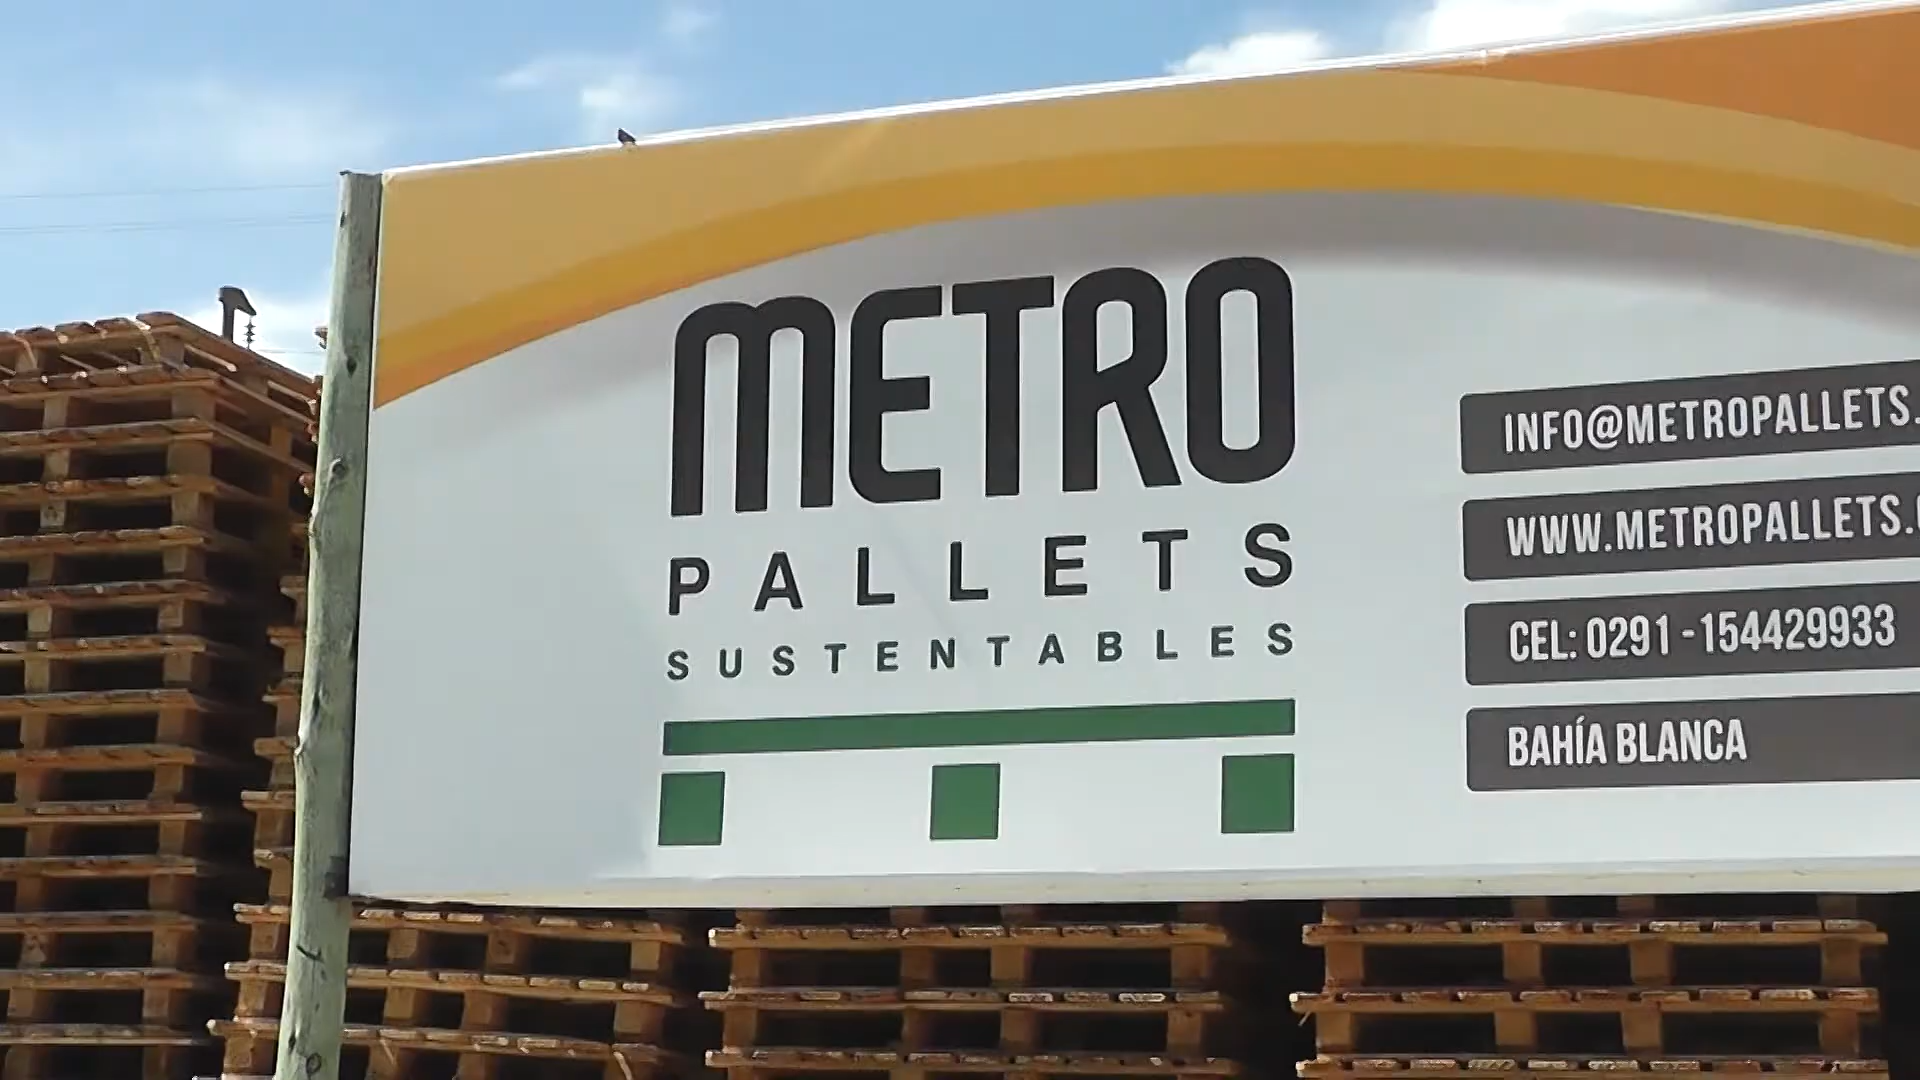 METRO
PALLETS
SUSTENTABLES
INFO@METROPALLETS.
WWW.METROPALLETS.
CEL: 0291 -154429933
BAHÍA BLANCA